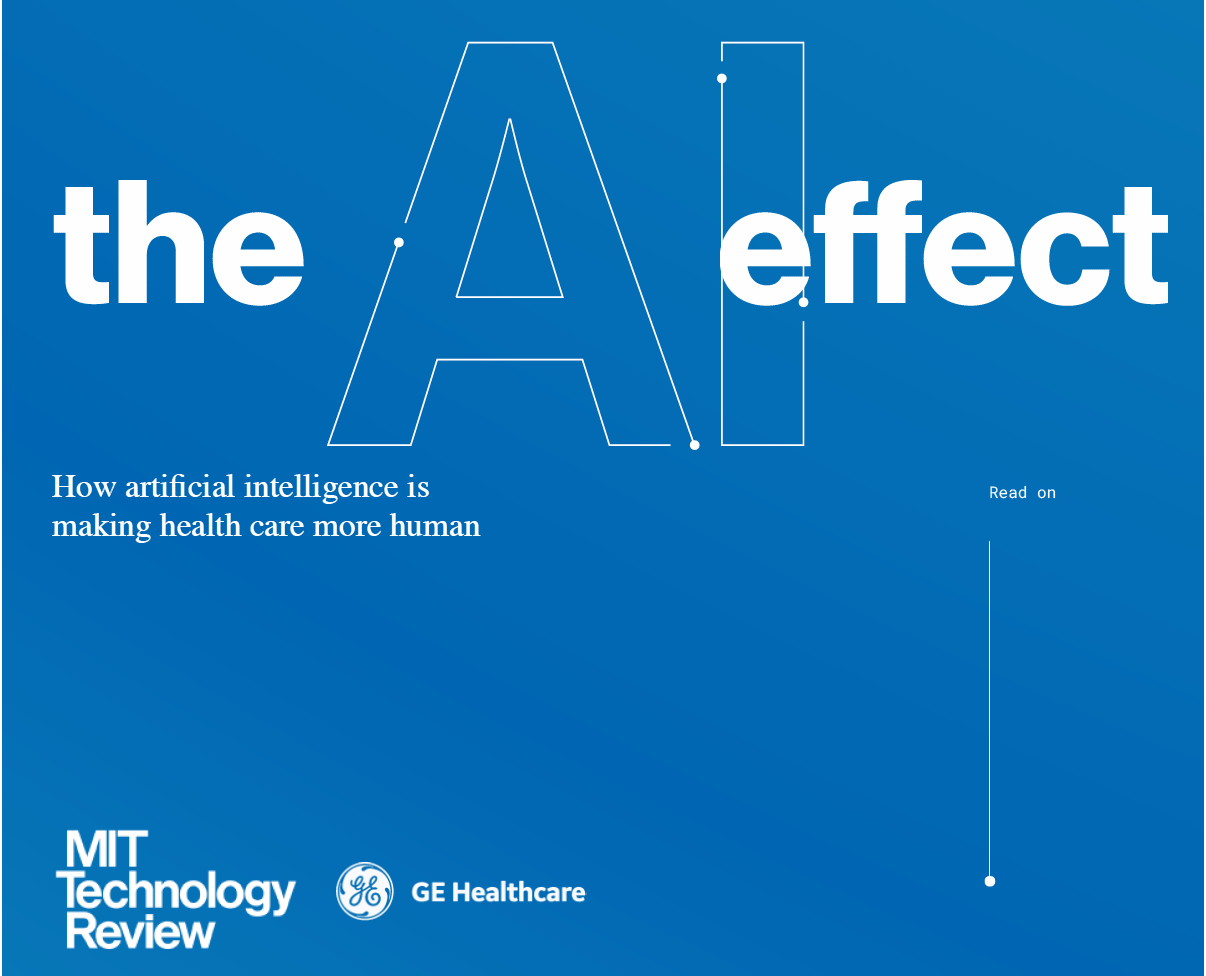 the AI effect
How artificial intelligence is
making health care more human
Read on
MIT
Technology
Review
GE
GE Healthcare